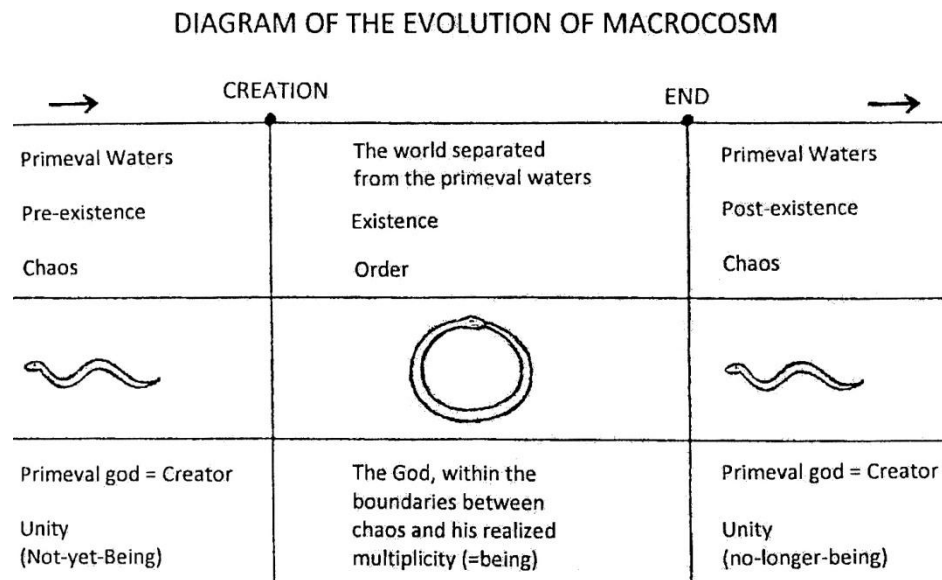 DIAGRAM OF THE EVOLUTION OF MACROCOSM
CREATION
END
Primeval Waters
Pre-existence
Chaos
The world separated
from the primeval waters
Existence
Order
Primeval Waters
Post-existence
Chaos
Primeval god = Creator
Unity
(Not-yet-Being)
The God, within the
boundaries between
chaos and his realized
multiplicity (=being)
Primeval god = Creator
Unity
(no-longer-being)